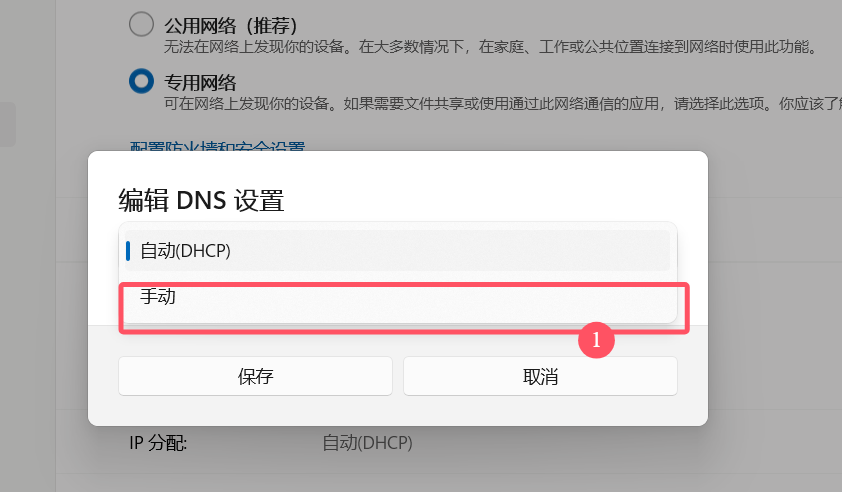 公用网络（推荐）
无法在网络上发现你的设备。在大多数情况下，在家庭、工作或公共位置连接到网络时使用此功能。
专用网络
可在网络上发现你的设备。如果需要文件共享或使用通过此网络通信的应用，请选择此选项。你应该了解
配置防火墙和安全设置
编辑 DNS 设置
自动(DHCP)
手动
1
保存
取消
IP 分配:
自动(DHCP)